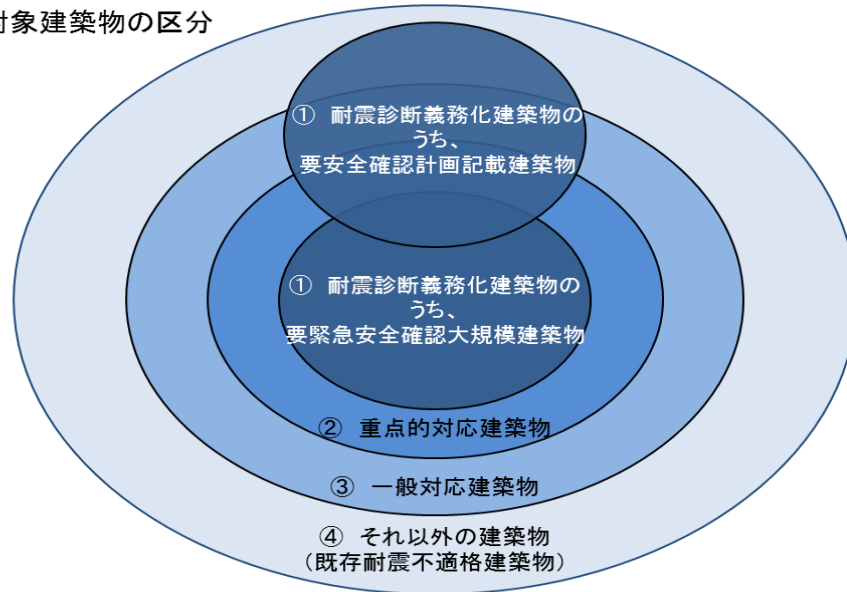 対象建築物の区分
① 耐震診断義務化建築物の
うち、
要安全確認計画記載建築物
① 耐震診断義務化建築物の
うち、
要緊急安全確認大規模建築物
② 重点的対応建築物
③ 一般対応建築物
④ それ以外の建築物
（既存耐震不適格建築物）